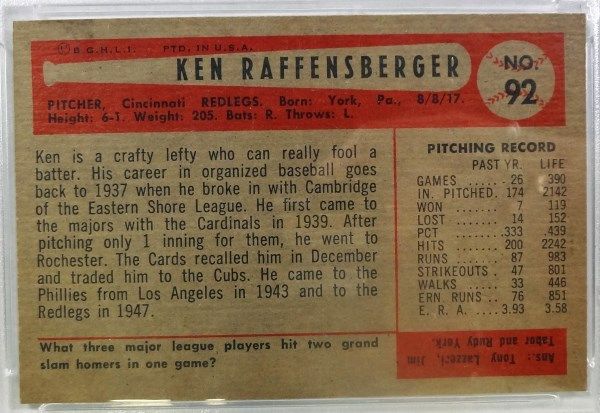 © B.G.H.L.I. PTD. IN U.S.A.
KEN RAFFENSBERGER
NO.
92
PITCHER, Cincinnati REDLEGS. Born: York, Pa., 8/8/17.
Height: 6-1. Weight: 205. Bats: R. Throws: L.
Ken is a crafty lefty who can really fool a
batter. His career in organized baseball goes
back to 1937 when he broke in with Cambridge
of the Eastern Shore League. He first came to
the majors with the Cardinals in 1939. After
pitching only 1 inning for them, he went to
Rochester. The Cards recalled him in December
and traded him to the Cubs. He came to the
Phillies from Los Angeles in 1943 and to the
Redlegs in 1947.
What three major league players hit two grand
slam homers in one game?
PITCHING RECORD
PAST YR. LIFE
GAMES ..... 26 390
IN. PITCHED. 174 2142
WON ....... 7 119
LOST ...... 14 152
PCT ...... .333 .439
HITS ...... 200 2242
RUNS ..... 87 983
STRIKEOUTS . 47 801
WALKS .... 33 446
ERN. RUNS .. 76 851
E. R. A. .... 3.93 3.58
Ans.: Tony Lazzeri, Jim
Tabor and Rudy York.